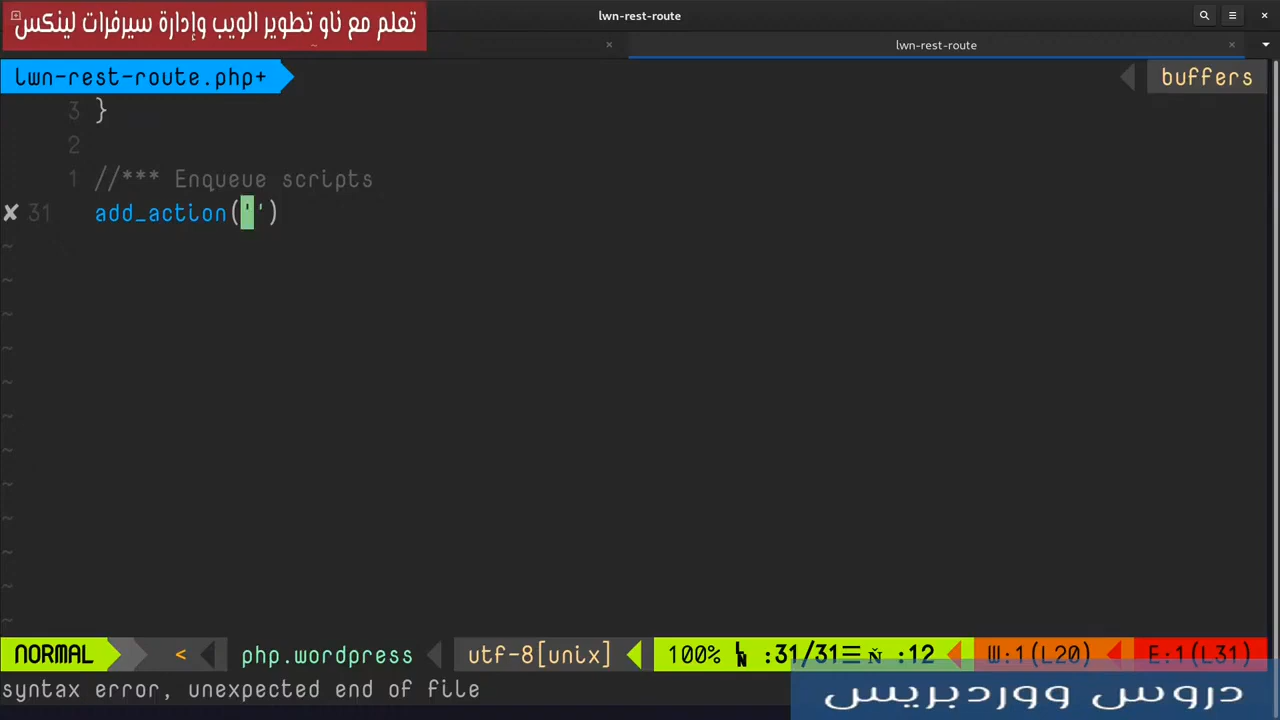 تعلم مع ناو تطوير الويب وإدارة سيرفرات لينكس
lwn-rest-route
lwn-rest-route
lwn-rest-route.php+
buffers
3 }
2
1 //*** Enqueue scripts
31 add_action('')
~
~
~
~
~
~
~
~
~
~
~
~
NORMAL < php.wordpress utf-8[unix] 100% ㏑ :31/31☰ ℅ :12 W:1(L20) E:1(L31)
syntax error, unexpected end of file
دروس ووردبريس